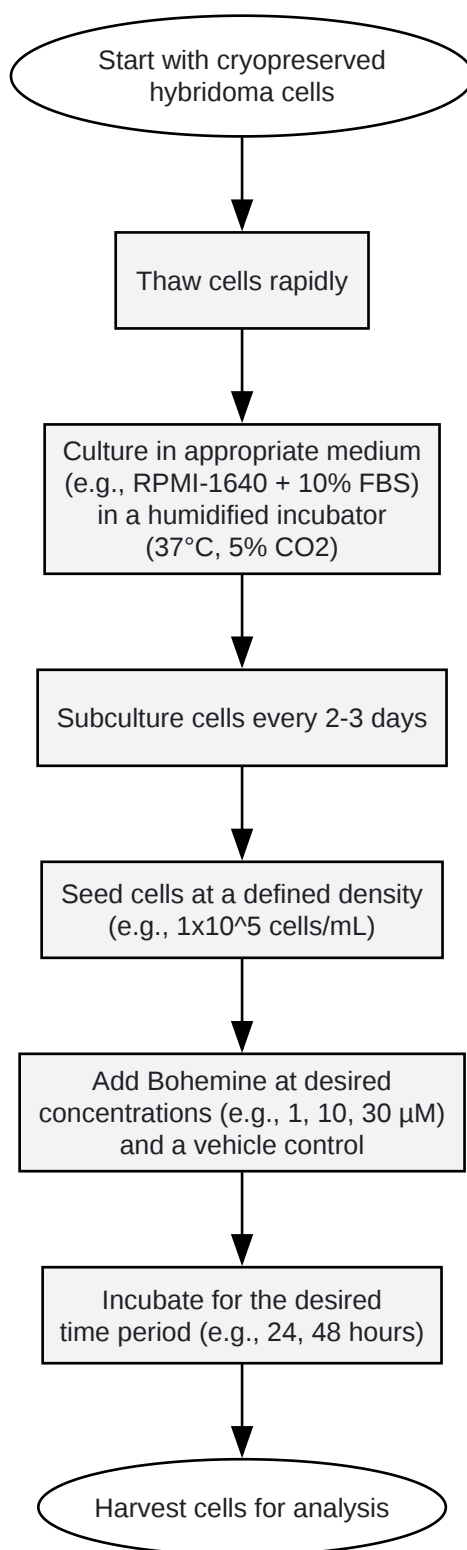 Start with cryopreserved
hybridoma cells
Thaw cells rapidly
Culture in appropriate medium
(e.g., RPMI-1640 + 10% FBS)
in a humidified incubator
(37°C, 5% CO2)
Subculture cells every 2-3 days
Seed cells at a defined density
(e.g., 1x10^5 cells/mL)
Add Bohemine at desired
concentrations (e.g., 1, 10, 30 µM)
and a vehicle control
Incubate for the desired
time period (e.g., 24, 48 hours)
Harvest cells for analysis